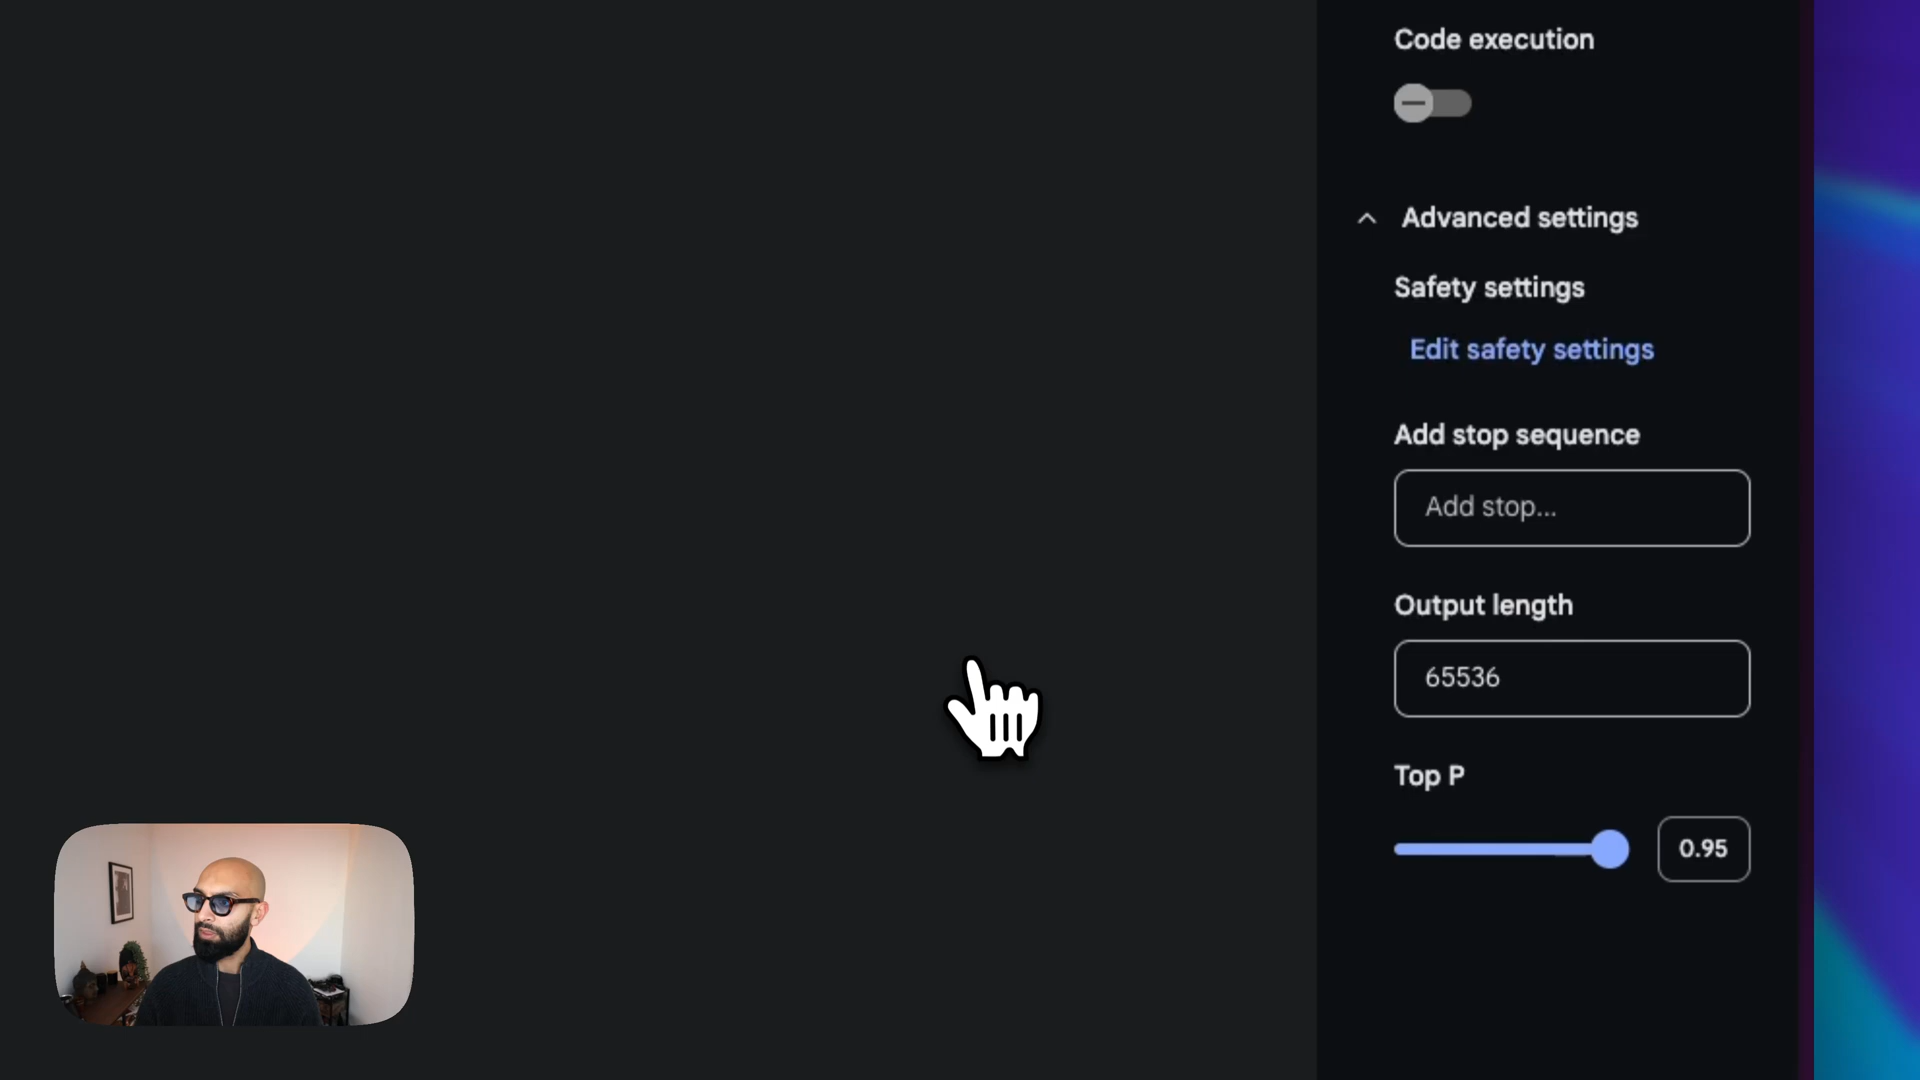 Code execution
Advanced settings
Safety settings
Edit safety settings
Add stop sequence
Add stop...
Output length
65536
Top P
0.95